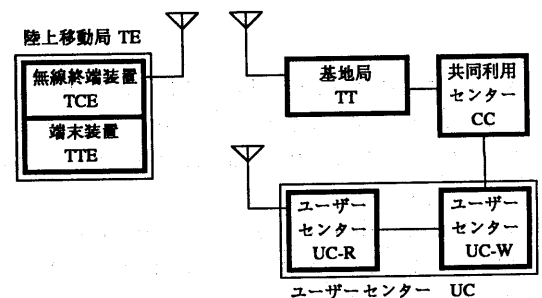 陸上移動局 TE
無線終端装置
TCE
端末装置
TTE
基地局
TT
共同利用
センター
CC
ユーザー
センター
UC-R
ユーザー
センター
UC-W
ユーザーセンター UC